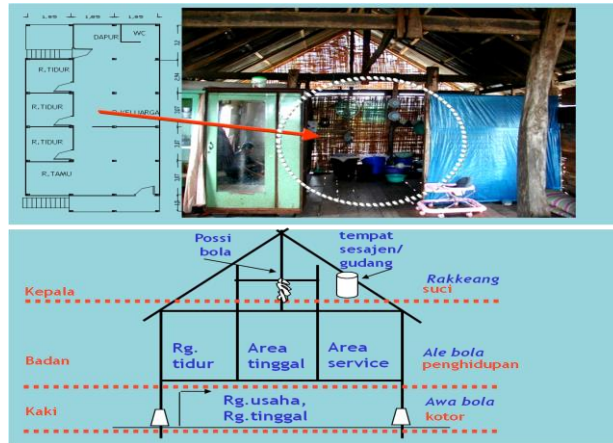 DAPUR
WC
R.TIDUR
R.TIDUR
R.KELUARGA
R.TIDUR
R.TAMU
Possi
bola
tempat
sesajen/
gudang
Kepala
Rakkeang
suci
Badan
Rg.
tidur
Area
tinggal
Area
service
Ale bola
penghidupan
Kaki
Rg.usaha,
Rg.tinggal
Awa bola
kotor